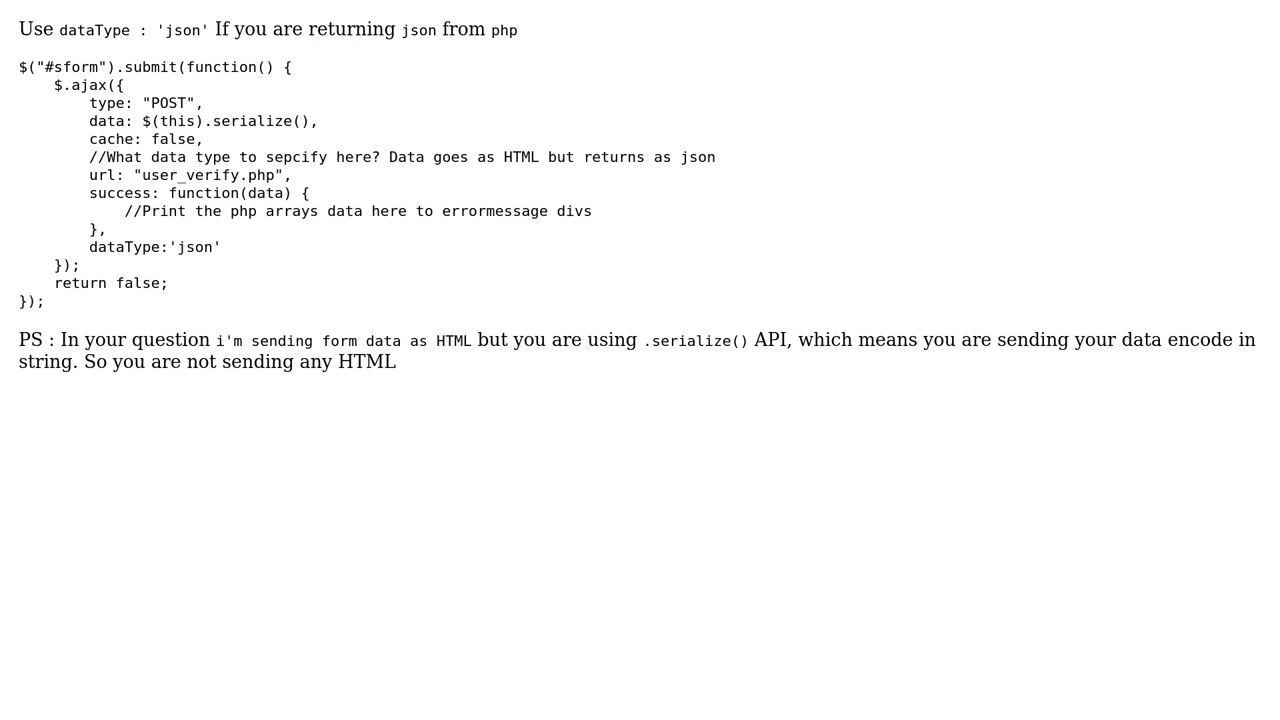 Use dataType : 'json' If you are returning json from php
$("#sform").submit(function() {
    $.ajax({
        type: "POST",
        data: $(this).serialize(),
        cache: false,
        //What data type to sepcify here? Data goes as HTML but returns as json
        url: "user_verify.php",
        success: function(data) {
            //Print the php arrays data here to errormessage divs
        },
        dataType:'json'
    });
    return false;
});
PS : In your question i'm sending form data as HTML but you are using .serialize() API, which means you are sending your data encode in
string. So you are not sending any HTML